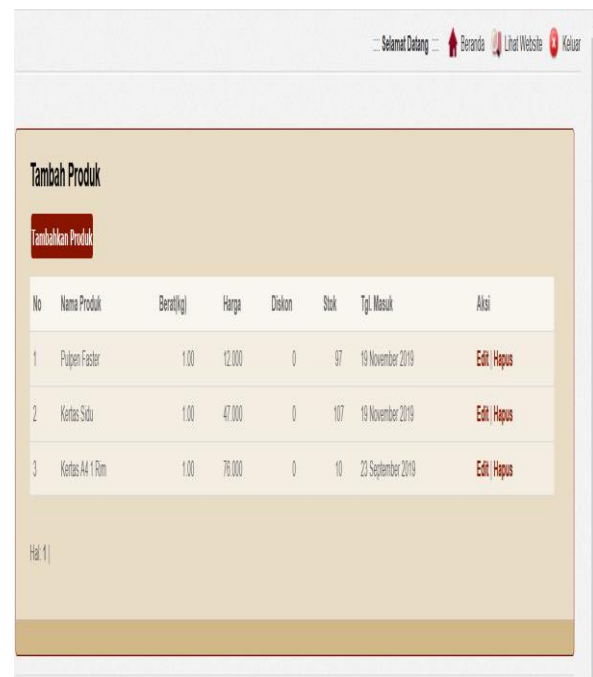 ::: Selamat Datang ::: Beranda Lihat Website Keluar
Tambah Produk
Tambahkan Produk
No Nama Produk Berat(kg) Harga Diskon Stok Tgl. Masuk Aksi
1 Pulpen Faster 1.00 12.000 0 97 19 November 2019 Edit | Hapus
2 Kertas Sidu 1.00 47.000 0 107 19 November 2019 Edit | Hapus
3 Kertas A4 1 Rim 1.00 76.000 0 10 23 September 2019 Edit | Hapus
Hal: 1 |